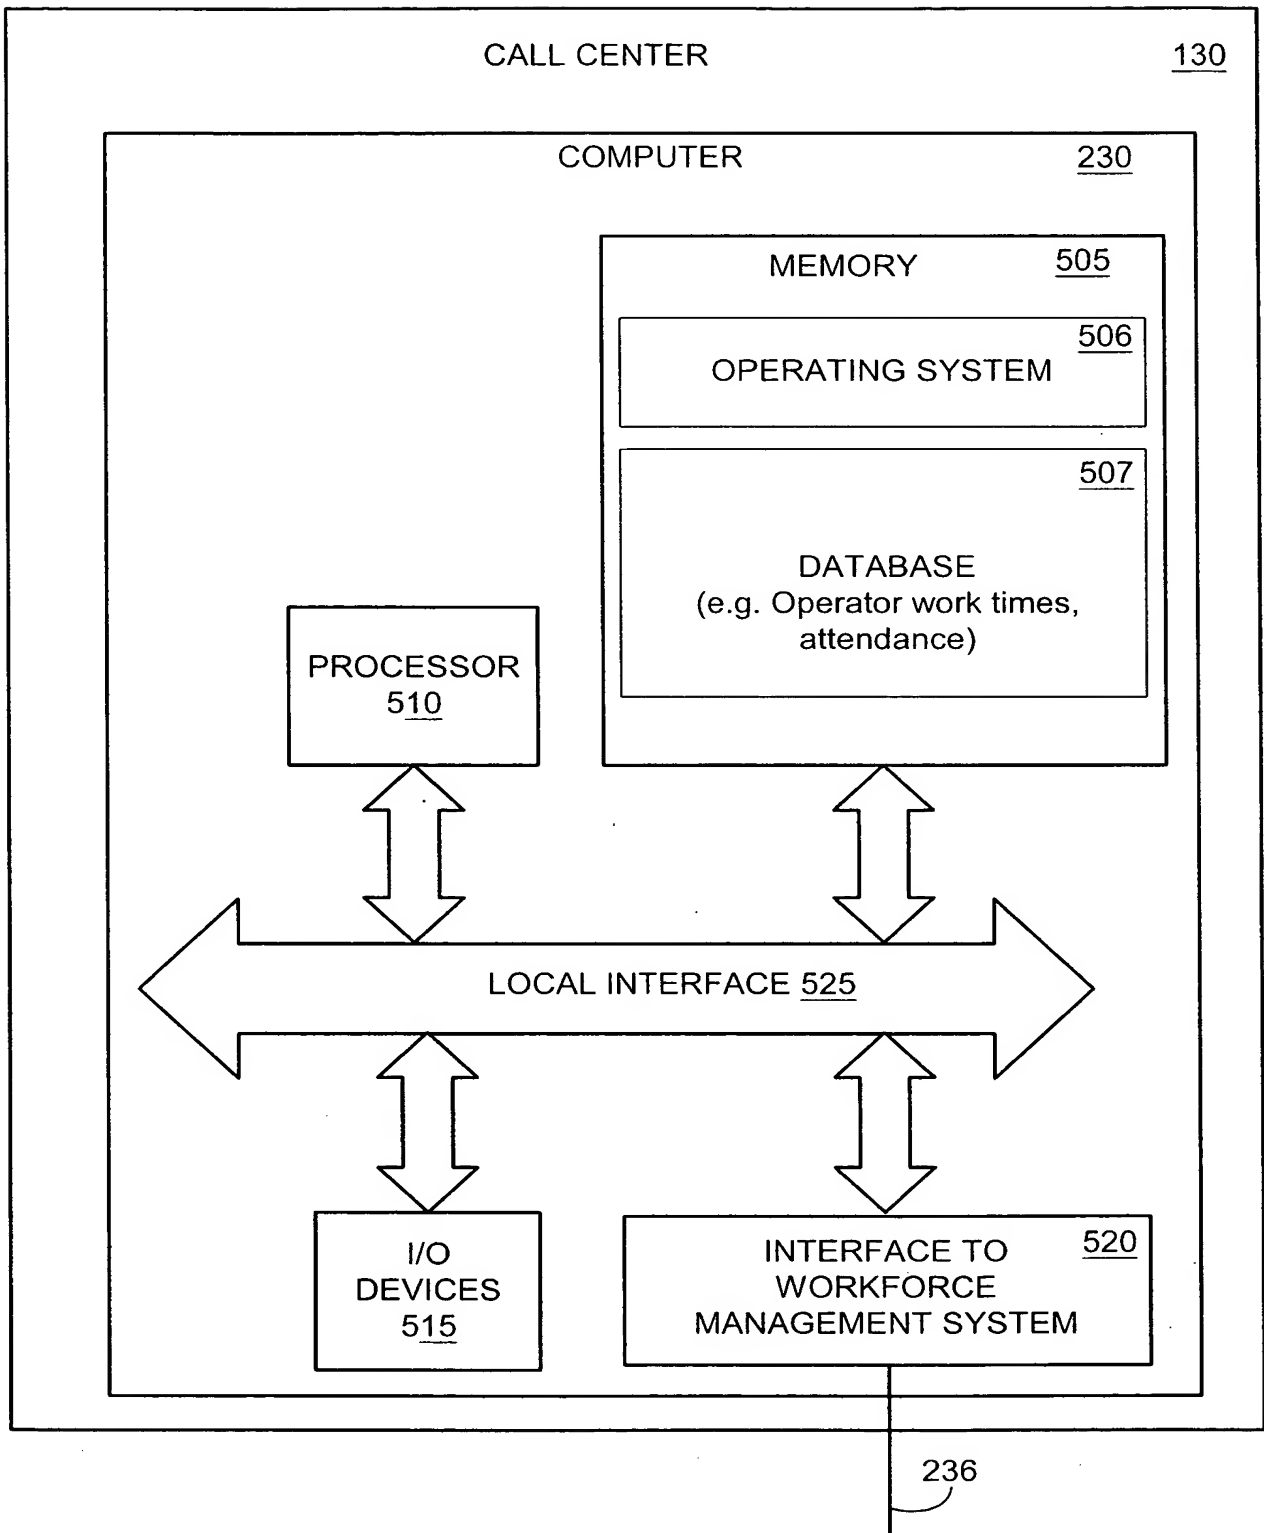 CALL CENTER 130
COMPUTER 230
MEMORY 505
506
OPERATING SYSTEM
507
DATABASE
(e.g. Operator work times,
attendance)
PROCESSOR
510
LOCAL INTERFACE 525
I/O
DEVICES
515
520
INTERFACE TO
WORKFORCE
MANAGEMENT SYSTEM
236